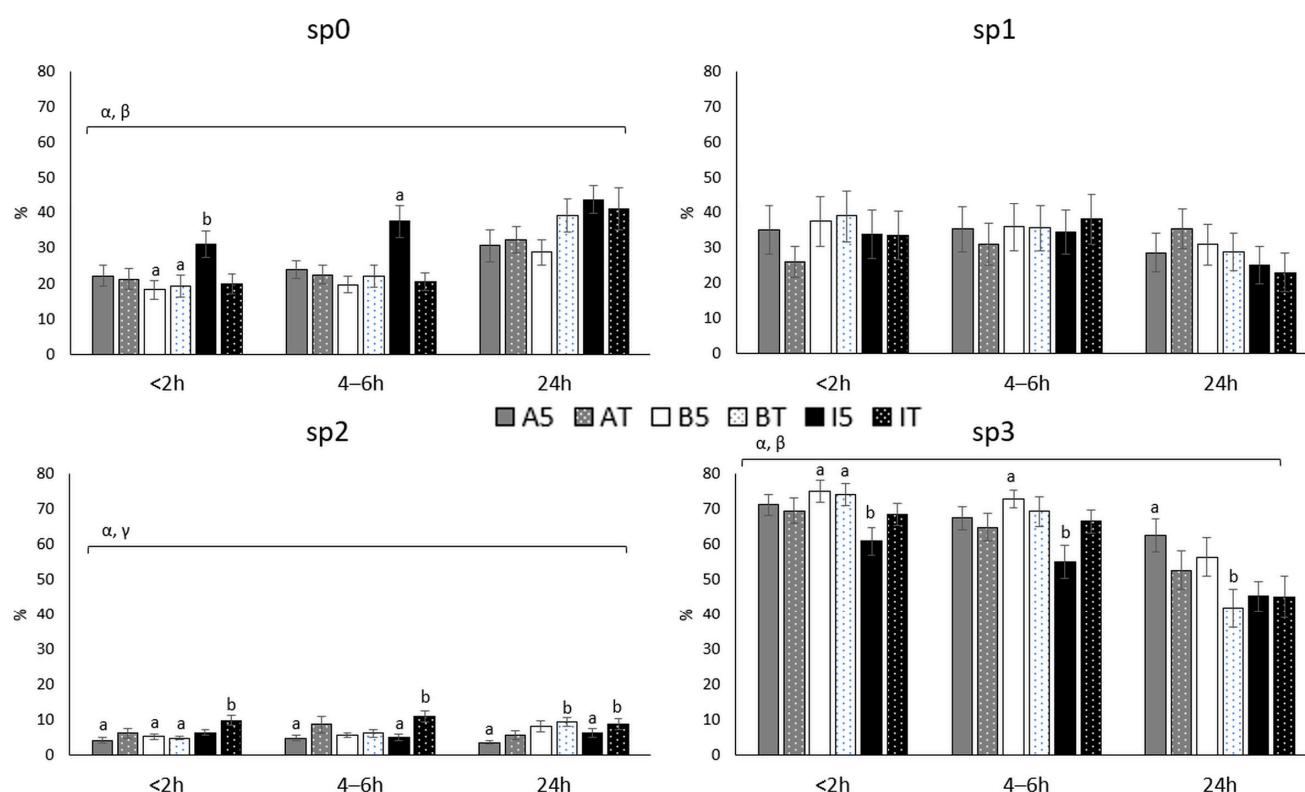 sp0
80
70
α, β
60
50
40
30
20
10
0
%
b
a
a
a
<2h
4–6h
24h
sp1
80
70
60
50
40
30
20
10
0
%
<2h
4–6h
24h
A5 AT B5 BT I5 IT
sp2
80
70
60
50
40
30
20
10
0
%
α, γ
a
a
a
b
a
a
b
a
b
a
b
<2h
4–6h
24h
sp3
α, β
80
70
60
50
40
30
20
10
0
%
a
a
b
a
b
a
b
<2h
4–6h
24h